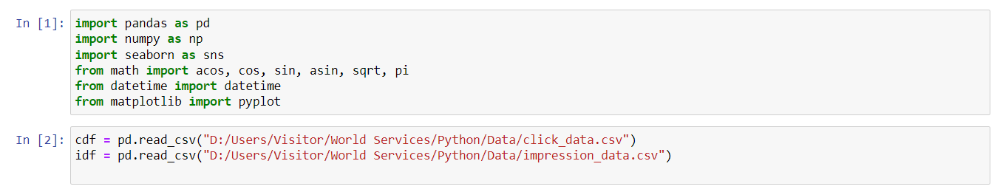 In [1]: import pandas as pd
import numpy as np
import seaborn as sns
from math import acos, cos, sin, asin, sqrt, pi
from datetime import datetime
from matplotlib import pyplot
In [2]: cdf = pd.read_csv("D:/Users/Visitor/World Services/Python/Data/click_data.csv")
idf = pd.read_csv("D:/Users/Visitor/World Services/Python/Data/impression_data.csv")